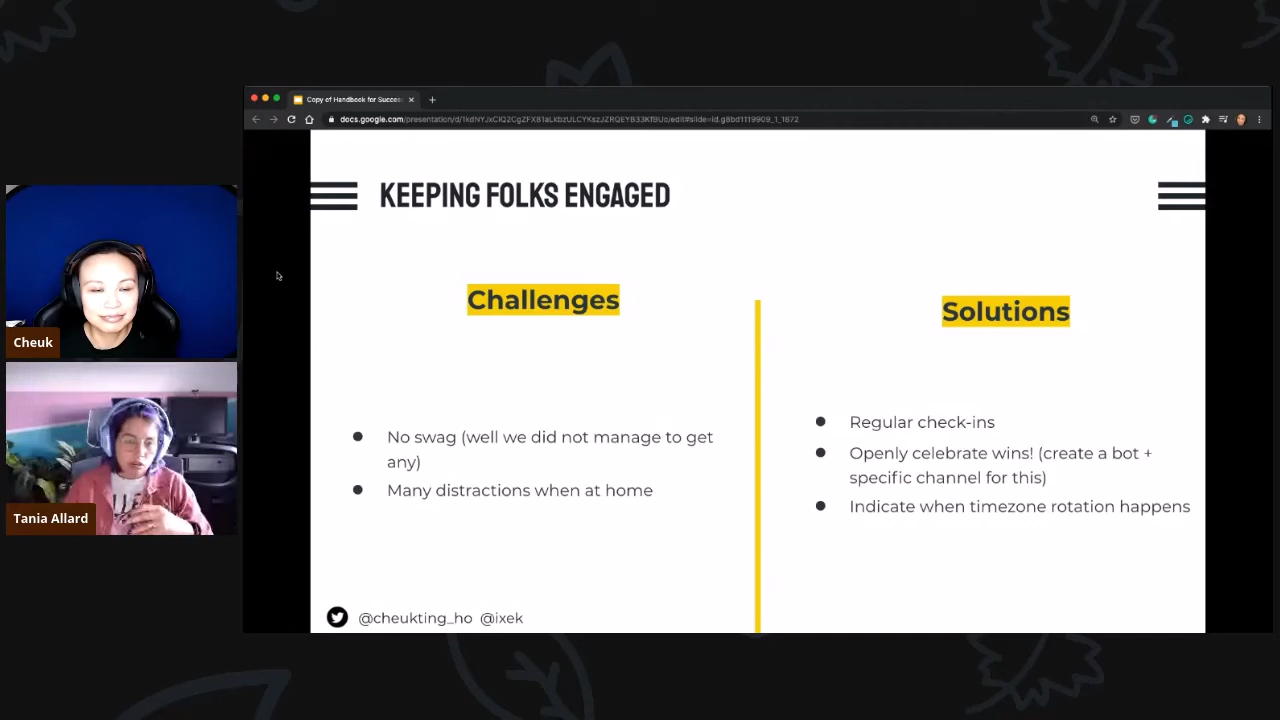 Copy of Handbook for Succes
docs.google.com
KEEPING FOLKS ENGAGED
Challenges
No swag (well we did not manage to get
any)
Many distractions when at home
Solutions
Regular check-ins
Openly celebrate wins! (create a bot +
specific channel for this)
Indicate when timezone rotation happens
@cheukting_ho @ixek
Cheuk
Tania Allard